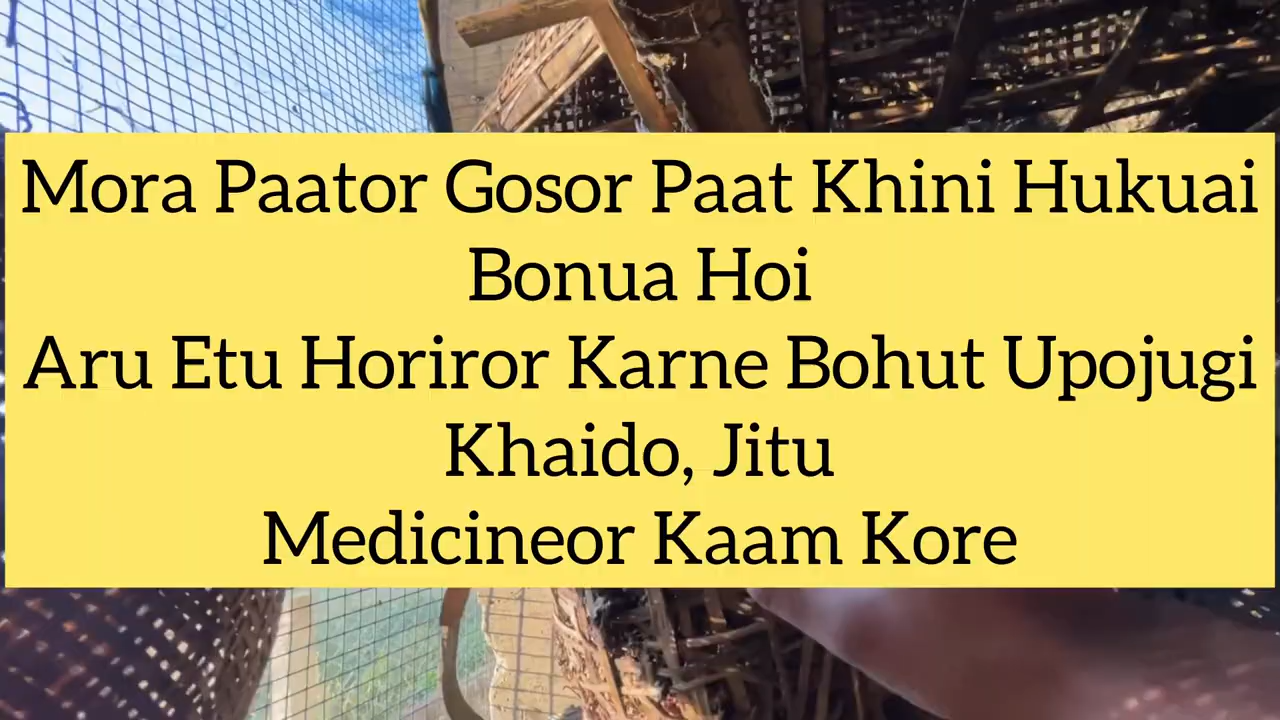 Mora Paator Gosor Paat Khini Hukuai
Bonua Hoi
Aru Etu Horiror Karne Bohut Upojugi
Khaido, Jitu
Medicineor Kaam Kore